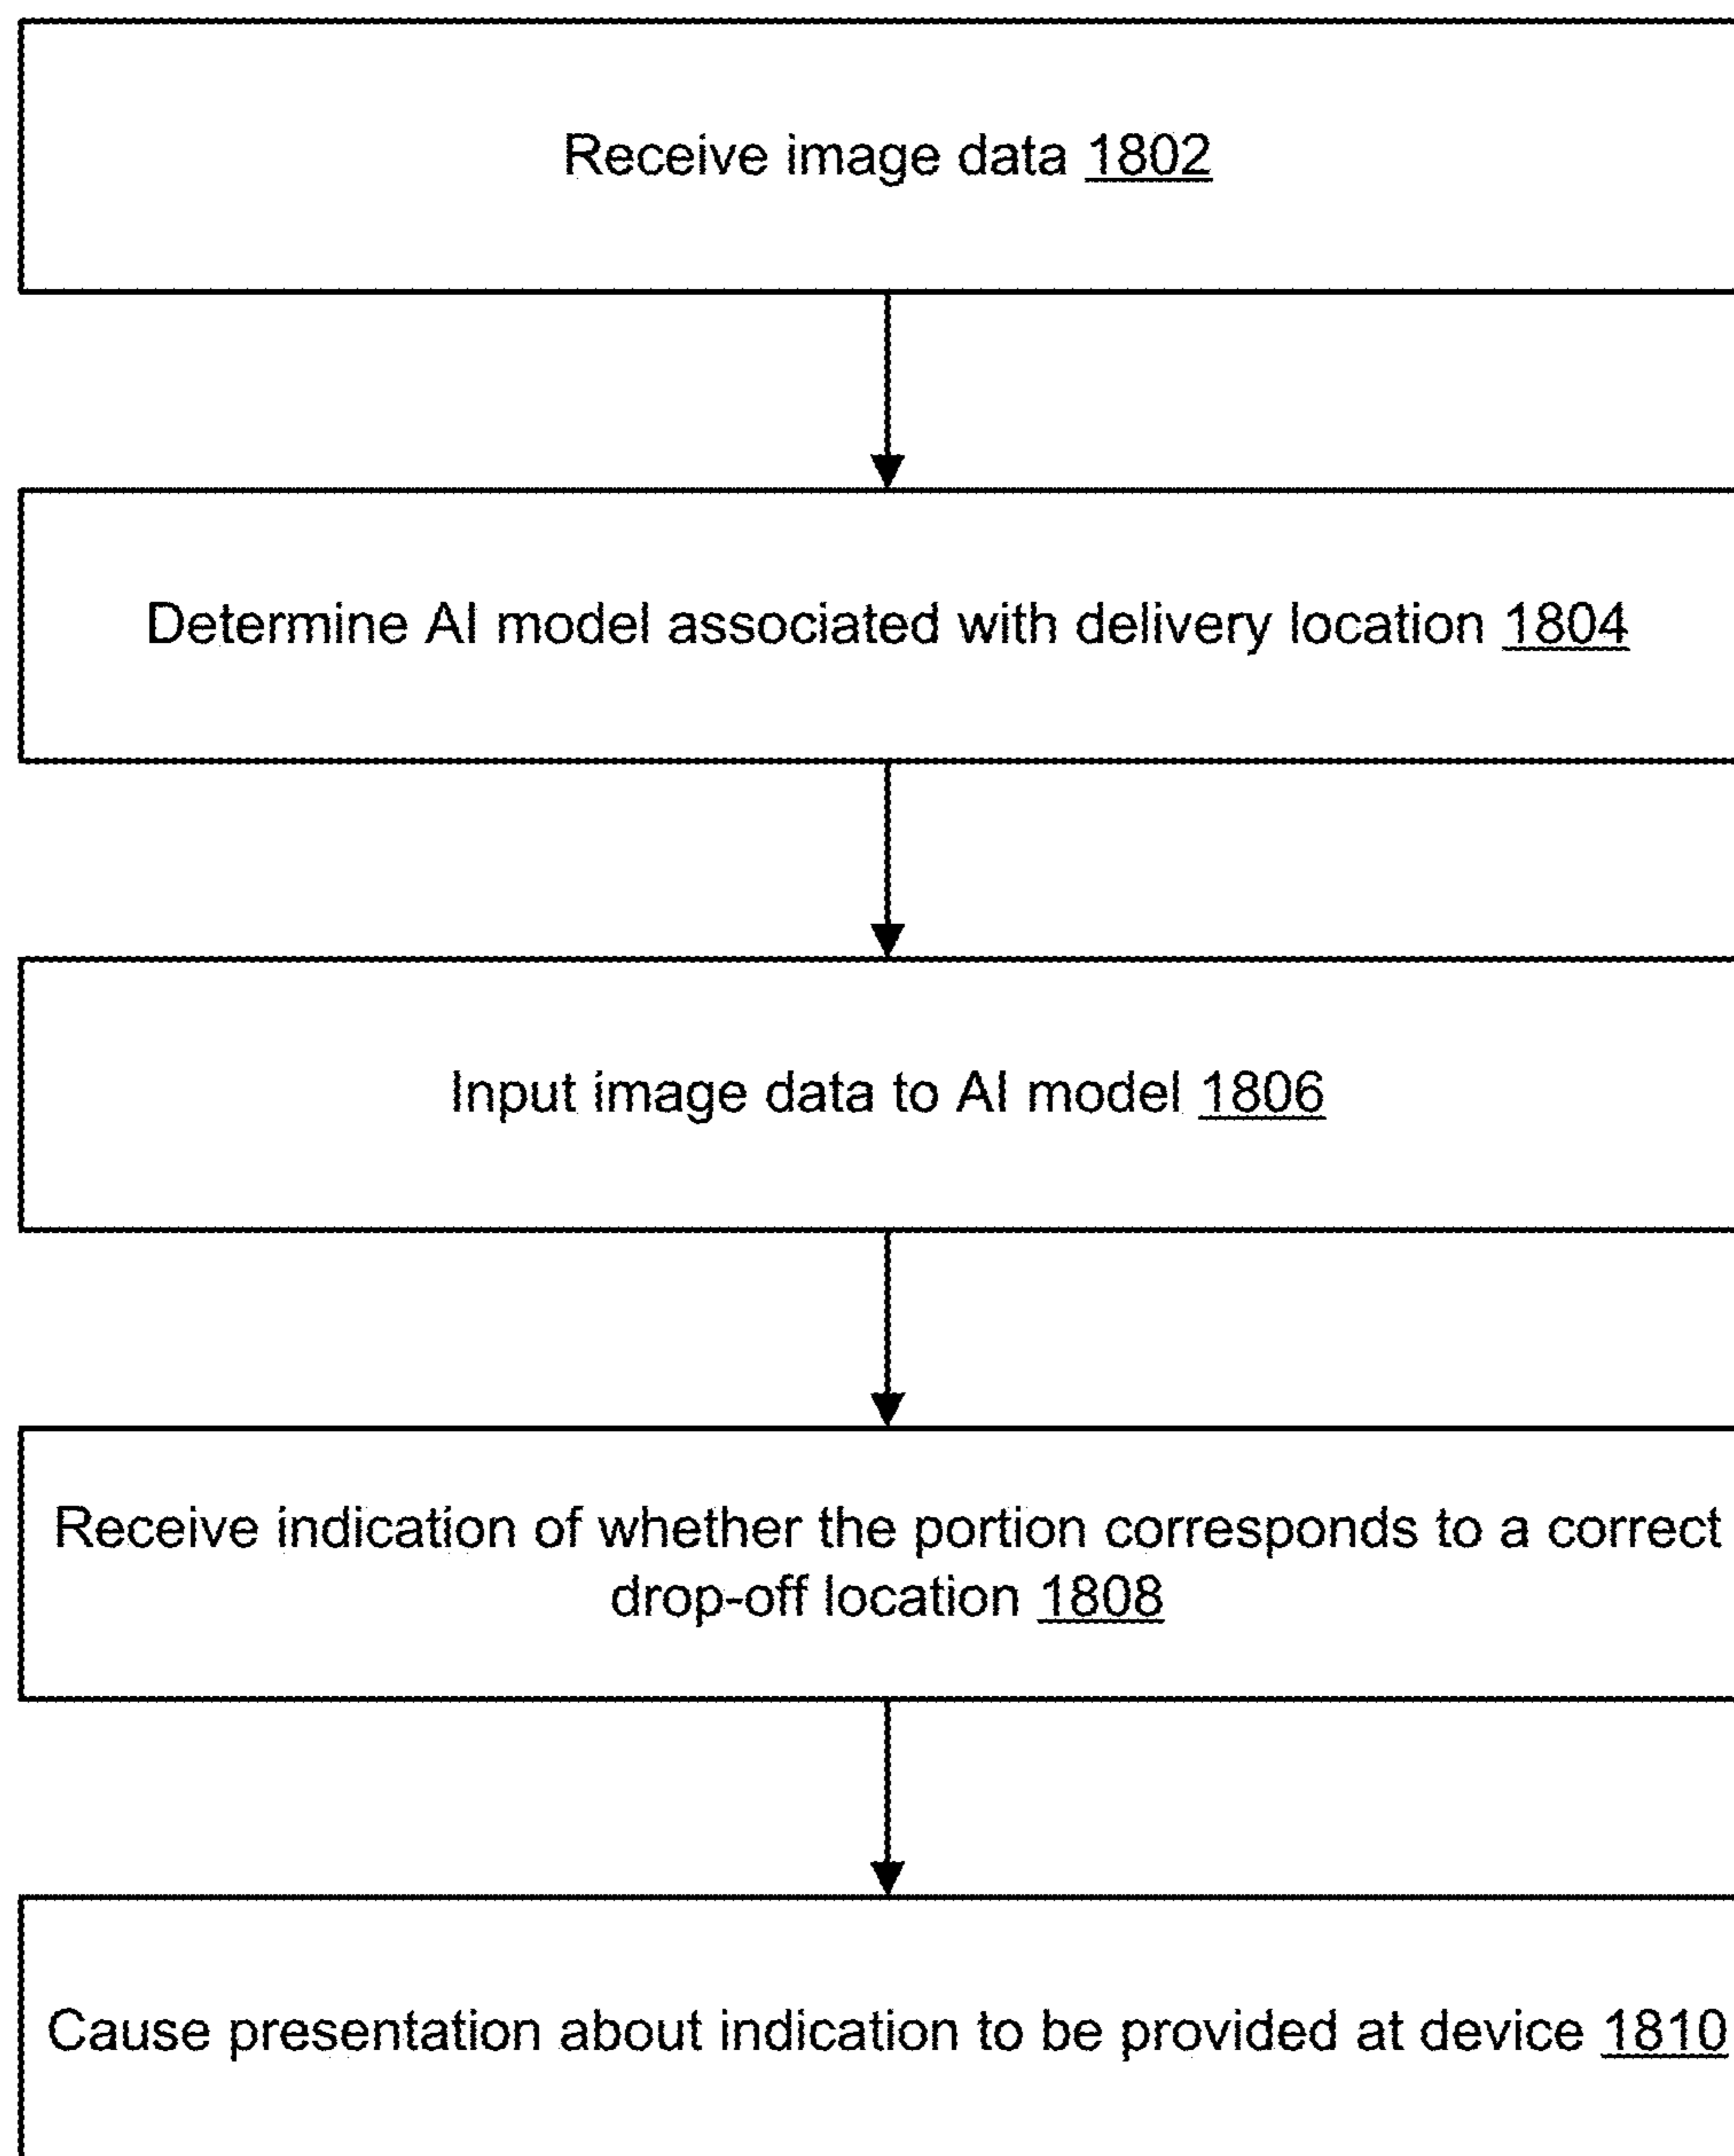 Receive image data 1802
Determine AI model associated with delivery location 1804
Input image data to AI model 1806
Receive indication of whether the portion corresponds to a correct
drop-off location 1808
Cause presentation about indication to be provided at device 1810